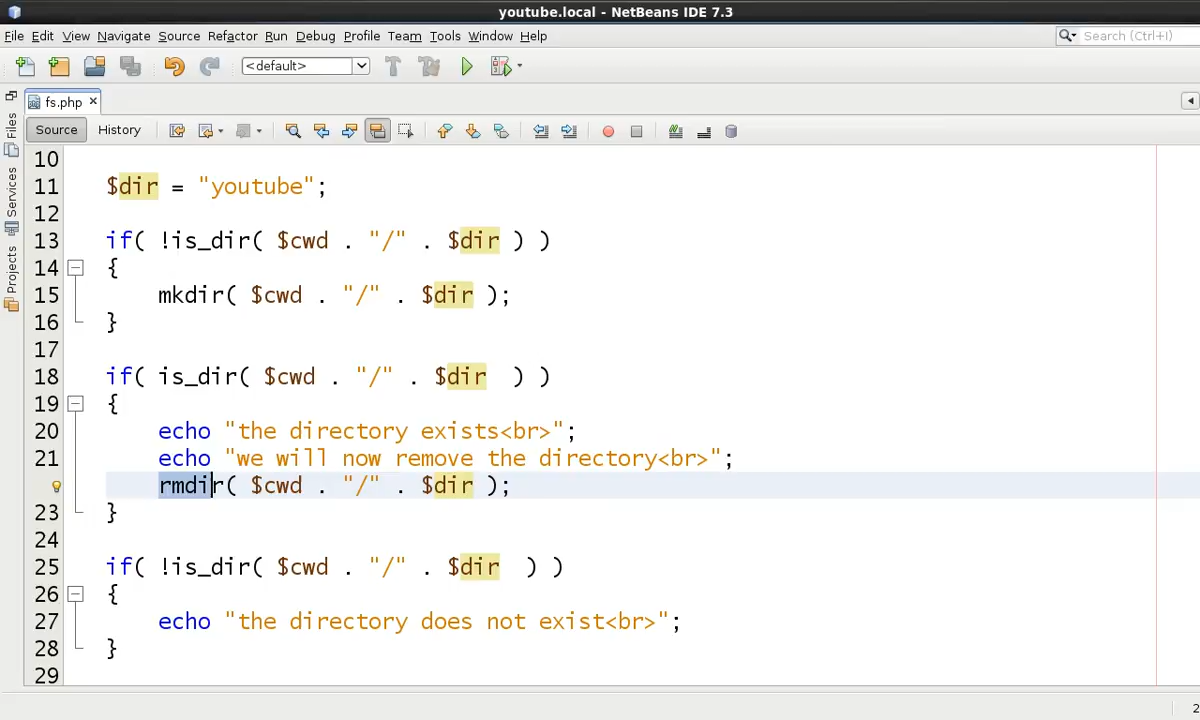 youtube.local - NetBeans IDE 7.3
File Edit View Navigate Source Refactor Run Debug Profile Team Tools Window Help
Search (Ctrl+I)
<default>
fs.php
Source History
Files
Services
Projects
10
11 $dir = "youtube";
12
13 if( !is_dir( $cwd . "/" . $dir ) )
14 {
15 mkdir( $cwd . "/" . $dir );
16 }
17
18 if( is_dir( $cwd . "/" . $dir  ) )
19 {
20 echo "the directory exists<br>";
21 echo "we will now remove the directory<br>";
rmdir( $cwd . "/" . $dir );
23 }
24
25 if( !is_dir( $cwd . "/" . $dir  ) )
26 {
27 echo "the directory does not exist<br>";
28 }
29
2